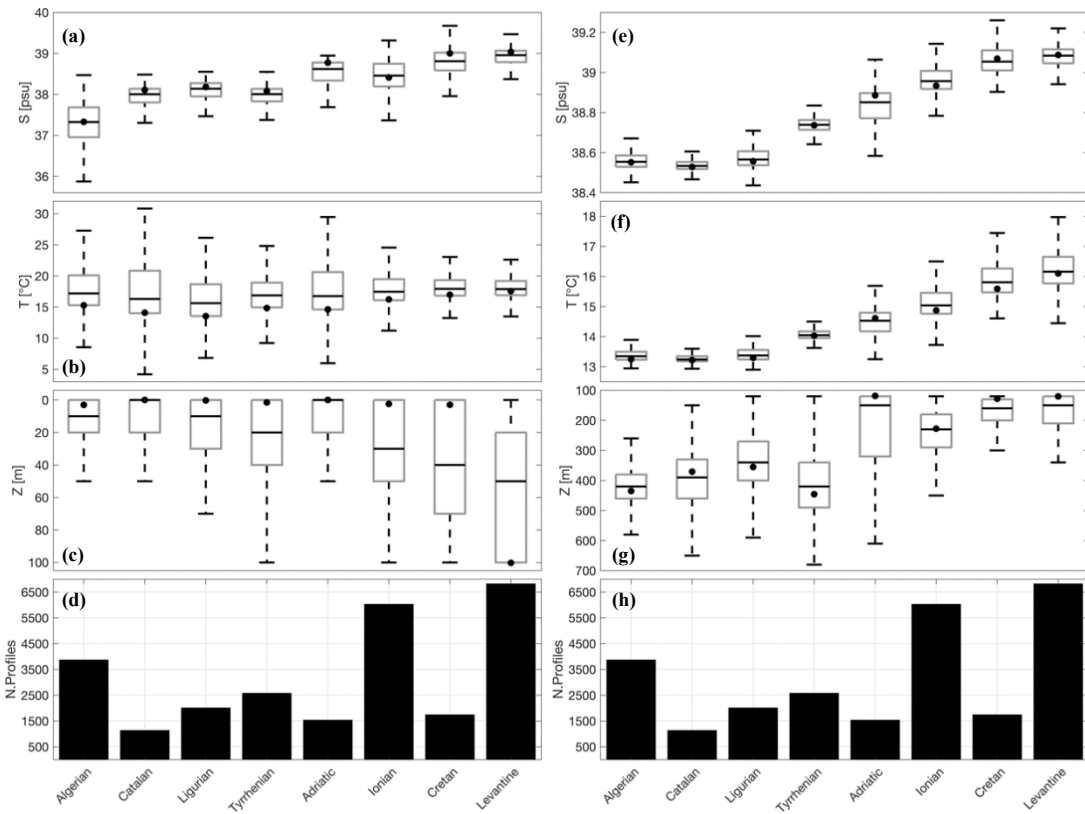 (a)
S [psu]
40
39
38
37
36
(b)
T [°C]
30
25
20
15
10
5
(c)
Z [m]
0
20
40
60
80
100
(d)
N.Profiles
6500
5500
4500
3500
2500
1500
500
Algerian
Catalan
Ligurian
Tyrrhenian
Adriatic
Ionian
Cretan
Levantine
(e)
S [psu]
39.2
39
38.8
38.6
38.4
(f)
T [°C]
18
17
16
15
14
13
(g)
Z [m]
100
200
300
400
500
600
700
(h)
N.Profiles
6500
5500
4500
3500
2500
1500
500
Algerian
Catalan
Ligurian
Tyrrhenian
Adriatic
Ionian
Cretan
Levantine